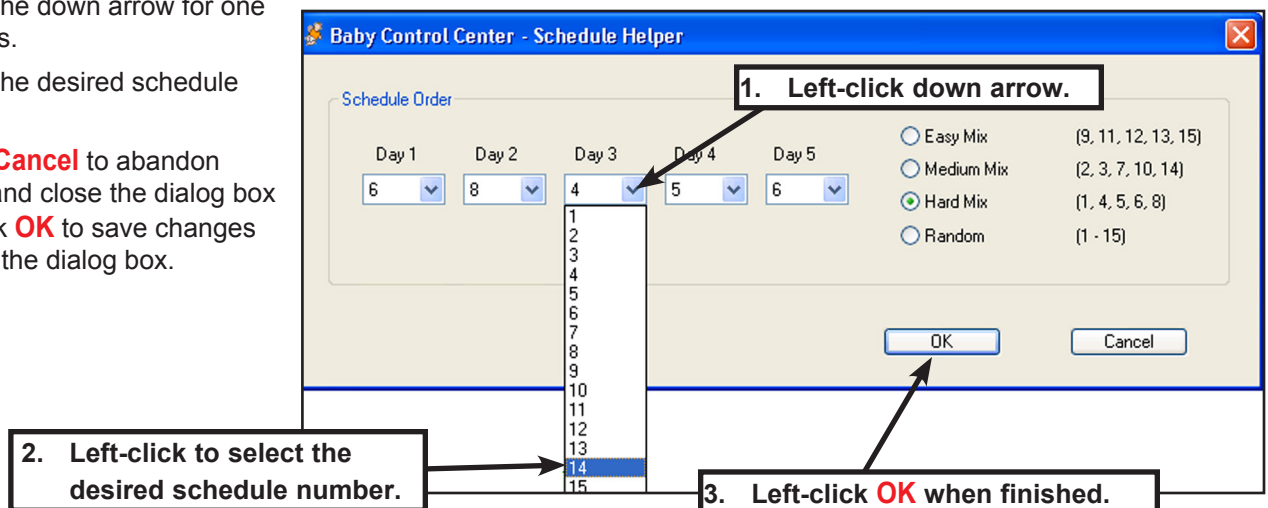 he down arrow for one
s.
he desired schedule
Cancel to abandon
and close the dialog box
k OK to save changes
the dialog box.
Baby Control Center - Schedule Helper
1. Left-click down arrow.
Schedule Order
Day 1 Day 2 Day 3 Day 4 Day 5
6 8 4 5 6
1
2
3
4
5
6
7
8
9
10
11
12
13
14
15
Easy Mix (9, 11, 12, 13, 15)
Medium Mix (2, 3, 7, 10, 14)
Hard Mix (1, 4, 5, 6, 8)
Random (1 - 15)
OK Cancel
2. Left-click to select the
desired schedule number.
3. Left-click OK when finished.